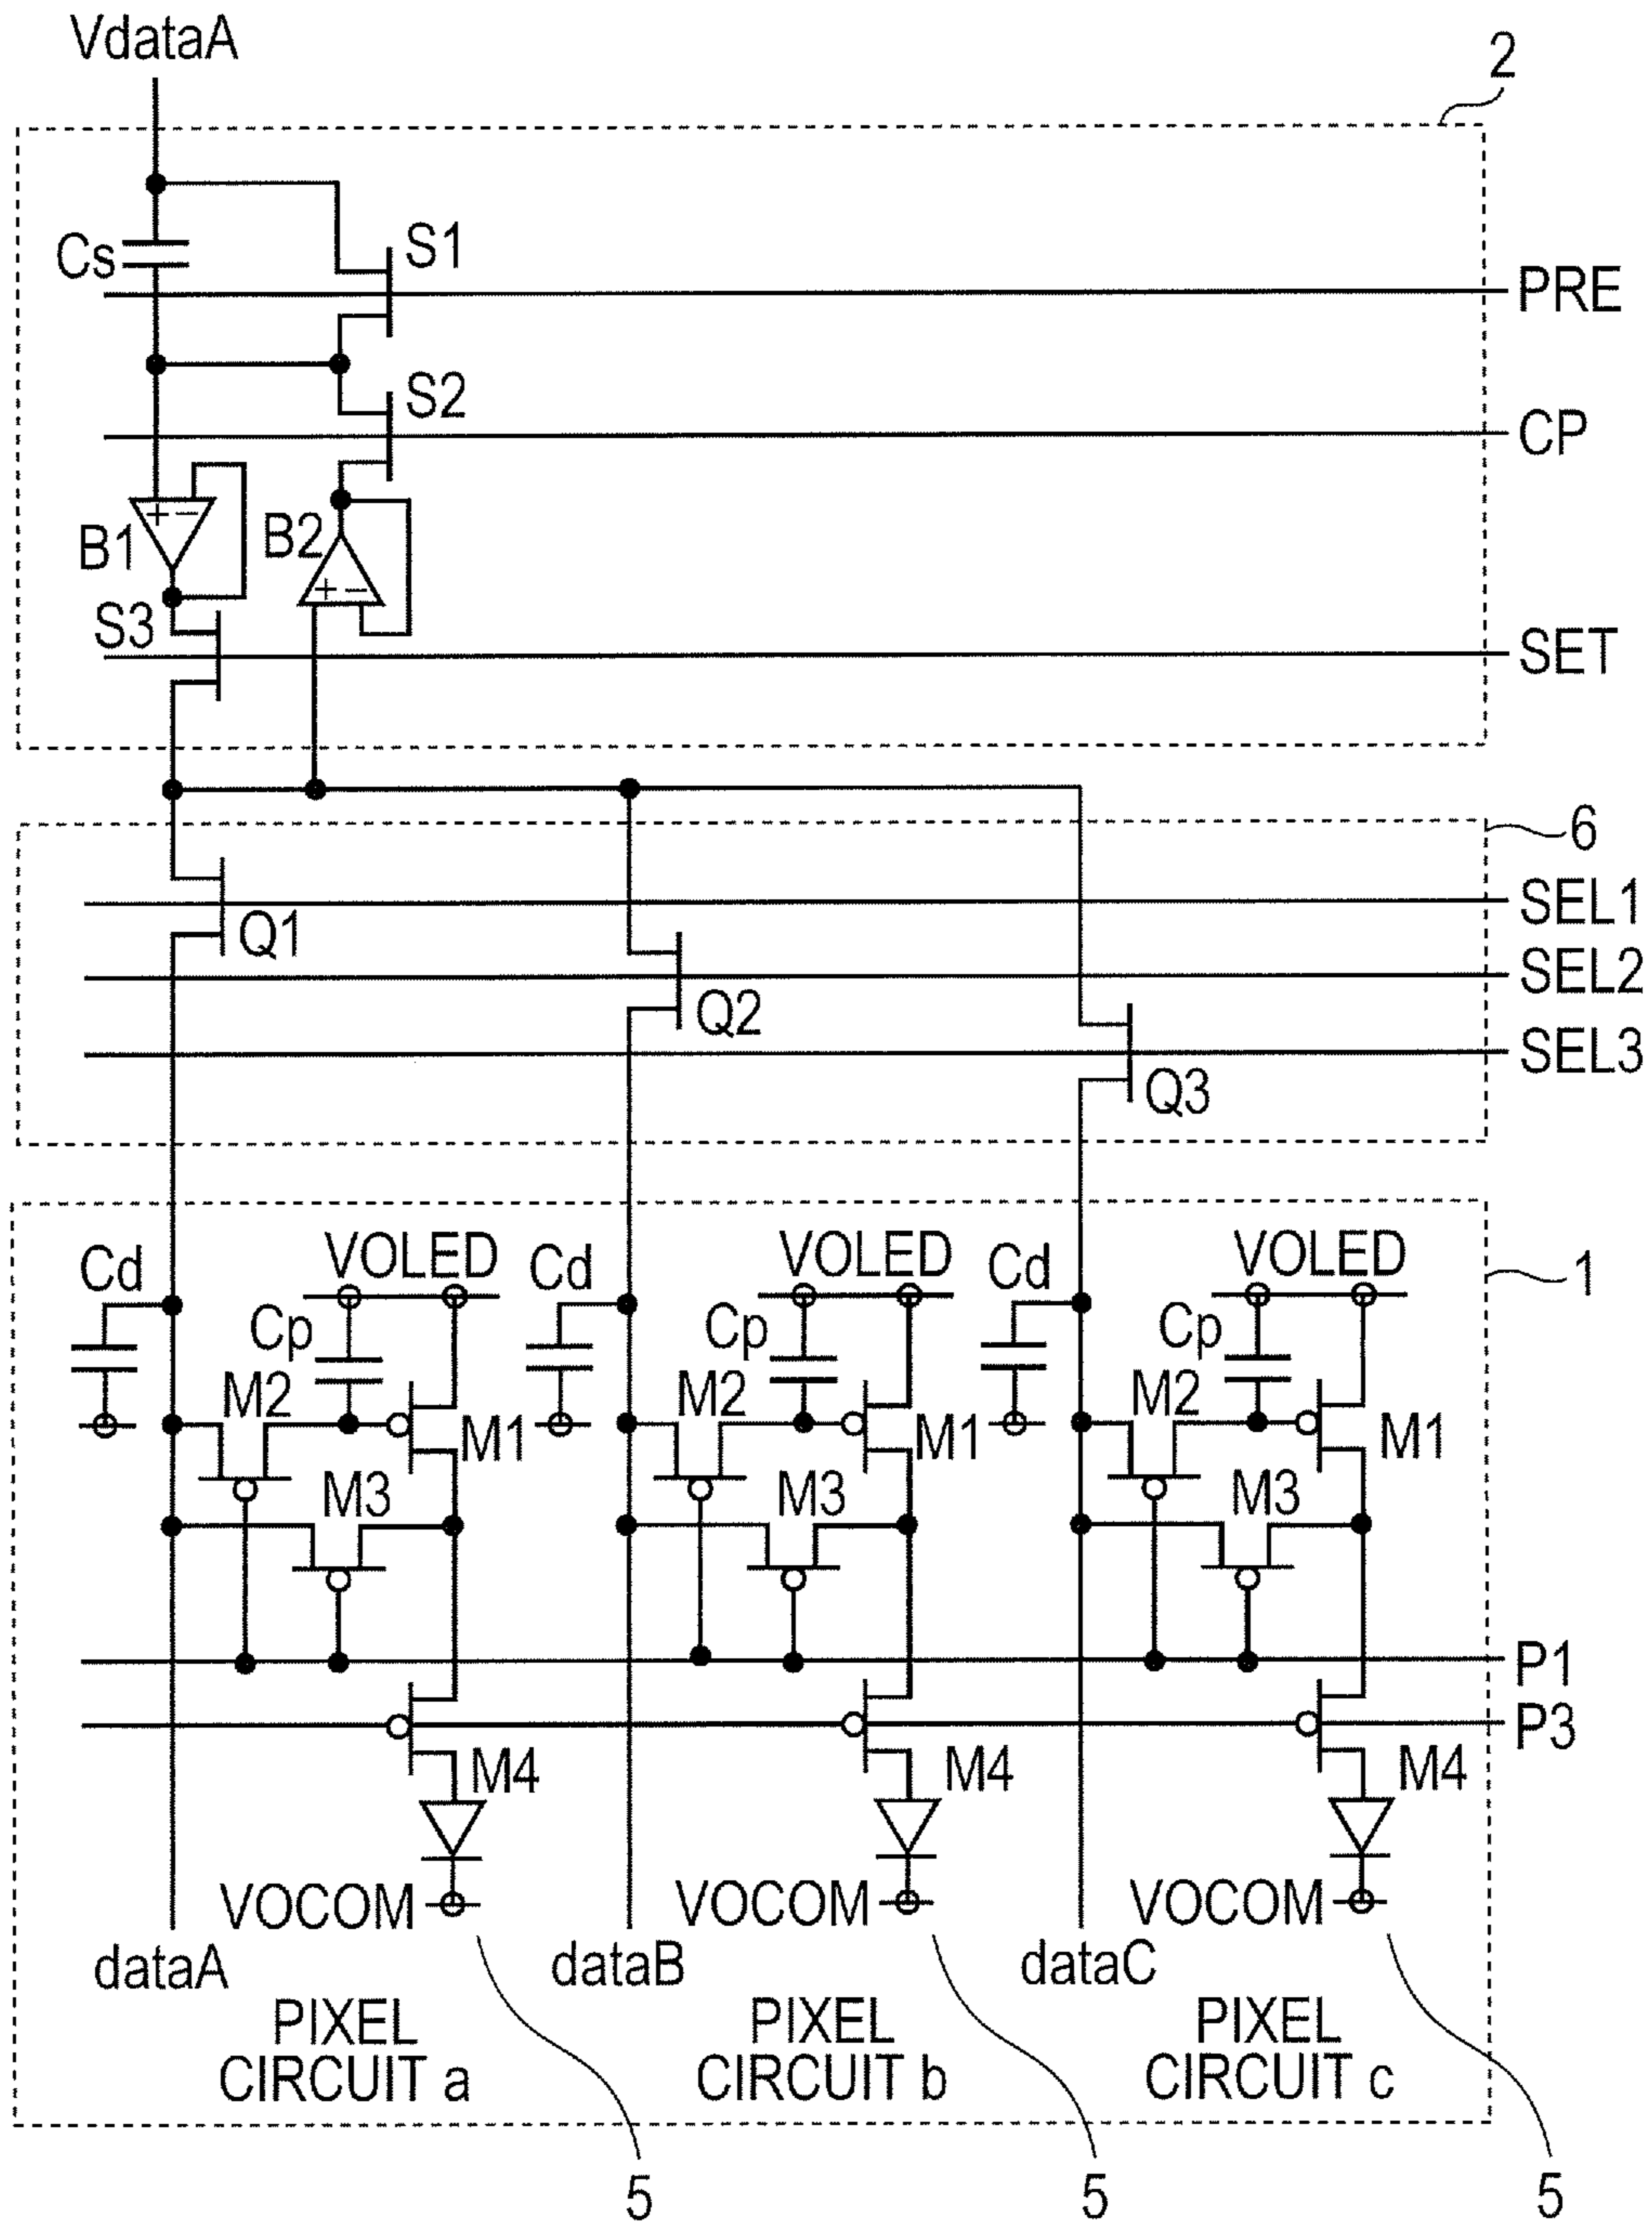 VdataA
2
Cs
S1
PRE
S2
CP
+ −
B1
B2
+ −
S3
SET
6
SEL1
Q1
SEL2
Q2
SEL3
Q3
Cd VOLED Cd VOLED Cd VOLED
1
Cp Cp Cp
M2 M2 M2
M1 M1 M1
M3 M3 M3
P1
P3
M4 M4 M4
VOCOM VOCOM VOCOM
dataA dataB dataC
PIXEL CIRCUIT a
PIXEL CIRCUIT b
PIXEL CIRCUIT c
5 5 5